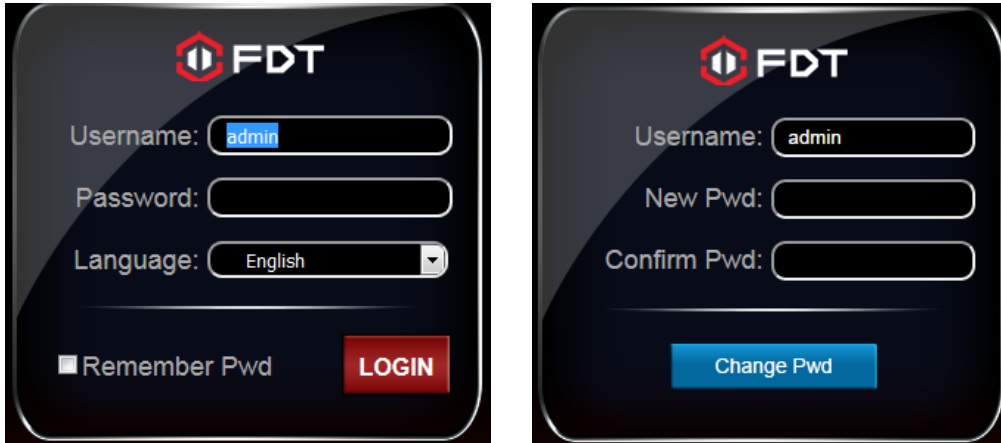 FDT
Username: admin
Password:
Language: English
Remember Pwd LOGIN
FDT
Username: admin
New Pwd:
Confirm Pwd:
Change Pwd